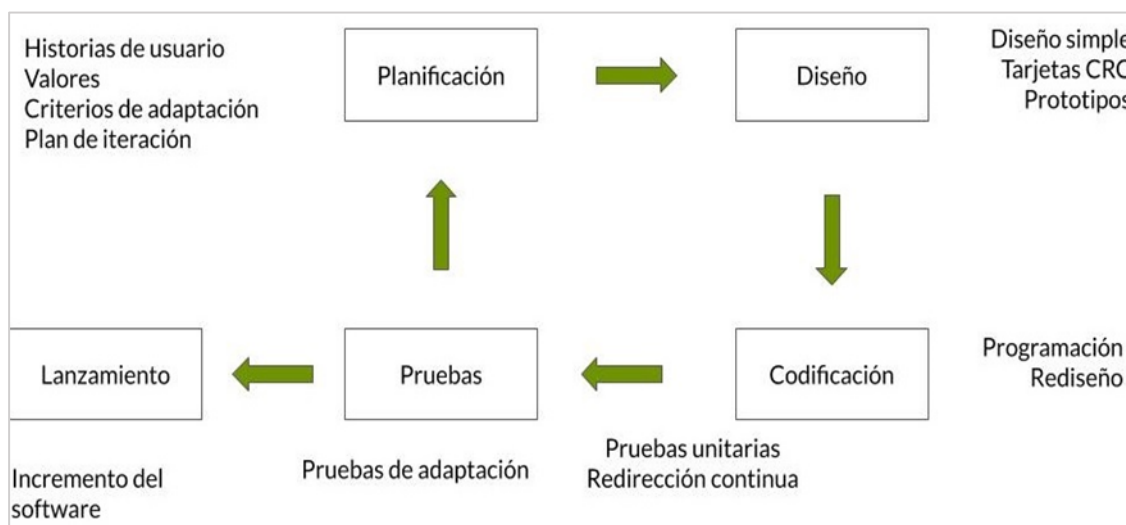 Historias de usuario
Valores
Criterios de adaptación
Plan de iteración
Planificación
Diseño
Diseño simple
Tarjetas CRC
Prototipos
Lanzamiento
Pruebas
Codificación
Programación
Rediseño
Incremento del
software
Pruebas de adaptación
Pruebas unitarias
Redirección continua